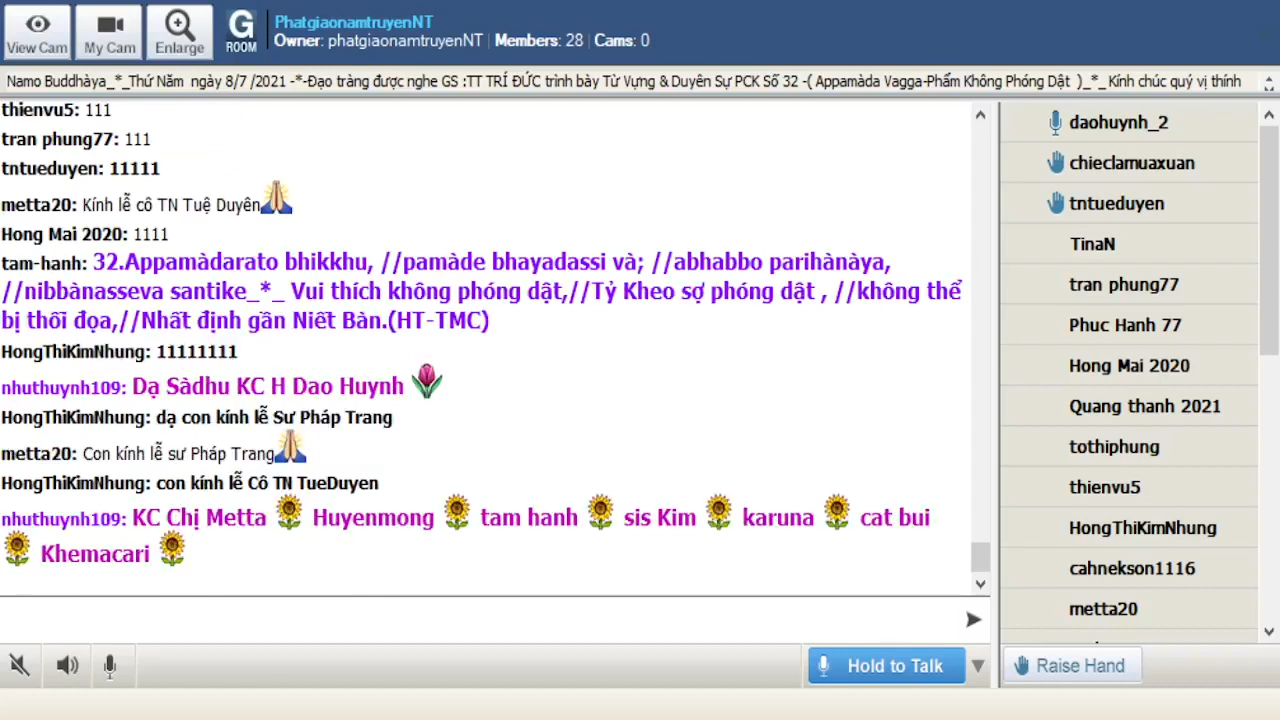 View Cam
My Cam
Enlarge
G
ROOM
PhatgiaonamtruyenNT
Owner: phatgiaonamtruyenNT | Members: 28 | Cams: 0
Namo Buddhàya_*_Thứ Năm ngày 8/7 /2021 -*-Đạo tràng được nghe GS :TT TRÍ ĐỨC trình bày Từ Vựng & Duyên Sự PCK Số 32 -( Appamàda Vagga-Phẩm Không Phóng Dật )_*_ Kính chúc quý vị thính
thienvu5: 111
tran phung77: 111
tntueduyen: 11111
metta20: Kính lễ cô TN Tuệ Duyên
Hong Mai 2020: 1111
tam-hanh: 32.Appamàdarato bhikkhu, //pamàde bhayadassi và; //abhabbo parihànàya,
//nibbànasseva santike_*_ Vui thích không phóng dật,//Tỷ Kheo sợ phóng dật , //không thể
bị thối đọa,//Nhất định gần Niết Bàn.(HT-TMC)
HongThiKimNhung: 11111111
nhuthuynh109: Dạ Sàdhu KC H Dao Huynh
HongThiKimNhung: dạ con kính lễ Sư Pháp Trang
metta20: Con kính lễ sư Pháp Trang
HongThiKimNhung: con kính lễ Cô TN TueDuyen
nhuthuynh109: KC Chị Metta Huyenmong tam hanh sis Kim karuna cat bui
Khemacari
Hold to Talk
daohuynh_2
chieclamuaxuan
tntueduyen
TinaN
tran phung77
Phuc Hanh 77
Hong Mai 2020
Quang thanh 2021
tothiphung
thienvu5
HongThiKimNhung
cahnekson1116
metta20
Raise Hand